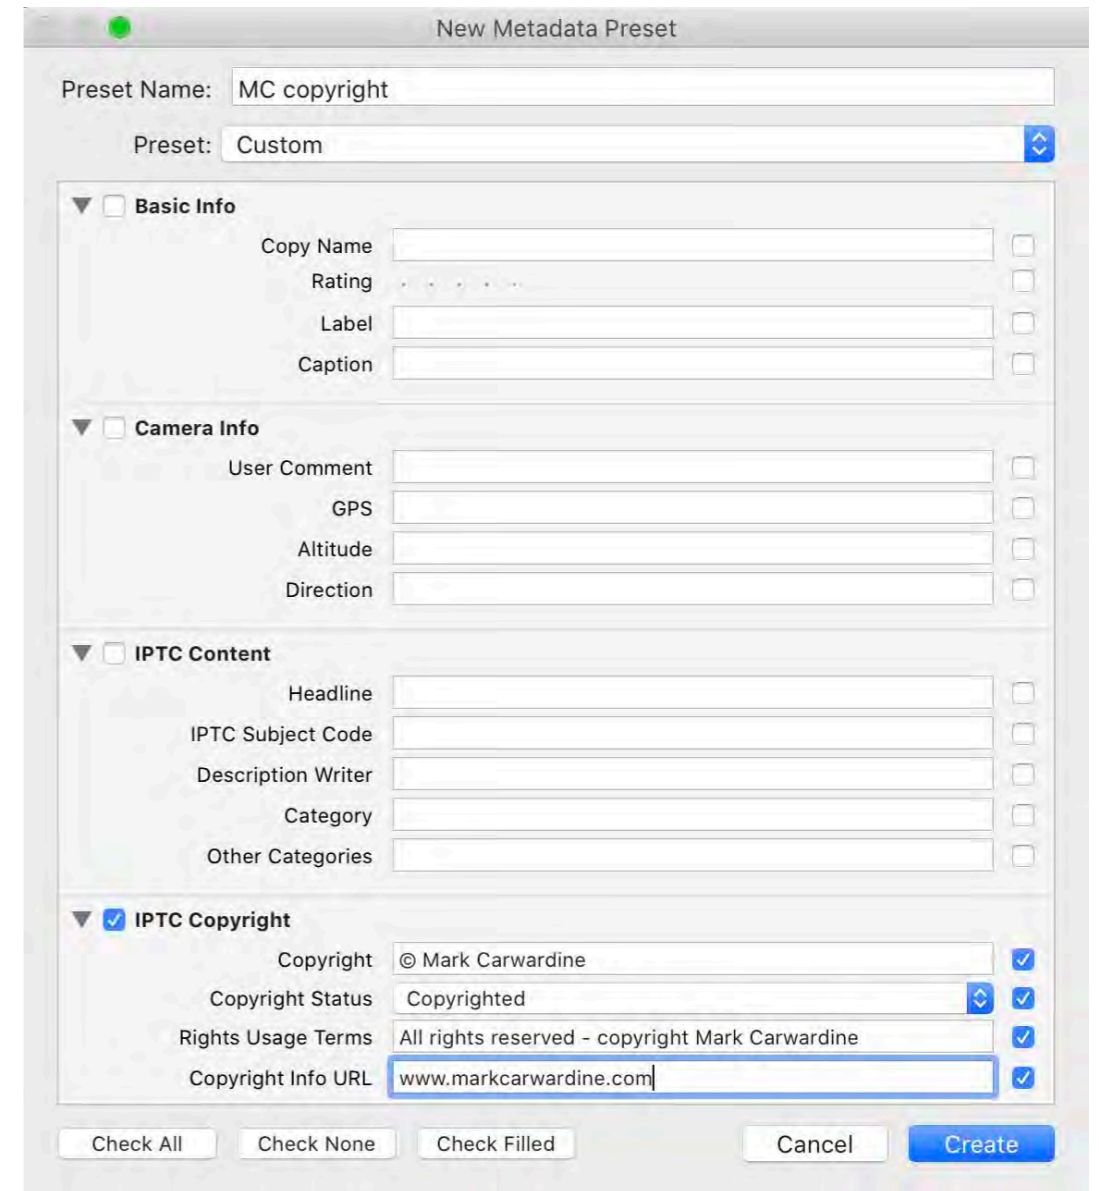 New Metadata Preset
Preset Name: MC copyright
Preset: Custom
Basic Info
Copy Name
Rating
Label
Caption
Camera Info
User Comment
GPS
Altitude
Direction
IPTC Content
Headline
IPTC Subject Code
Description Writer
Category
Other Categories
IPTC Copyright
Copyright © Mark Carwardine
Copyright Status Copyrighted
Rights Usage Terms All rights reserved - copyright Mark Carwardine
Copyright Info URL www.markcarwardine.com
Check All Check None Check Filled Cancel Create